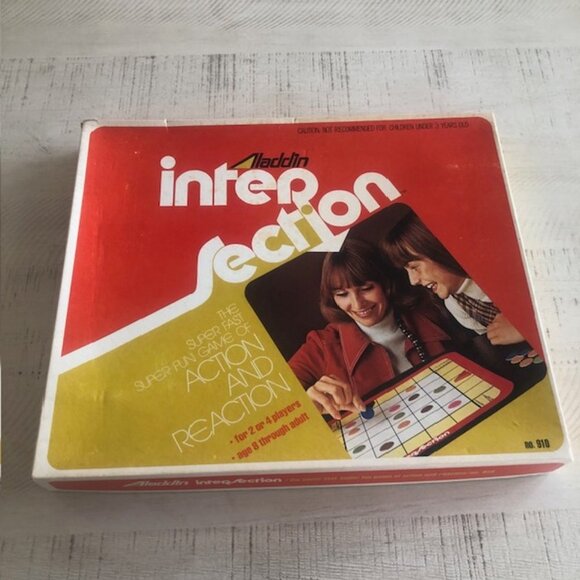 CAUTION: NOT RECOMMENDED FOR CHILDREN UNDER 3 YEARS OLD
Aladdin
inter
section
THE
SUPER FAST
SUPER FUN GAME OF
ACTION
AND
REACTION
• for 2 or 4 players
• age 8 through adult
no. 910
Aladdin intersection